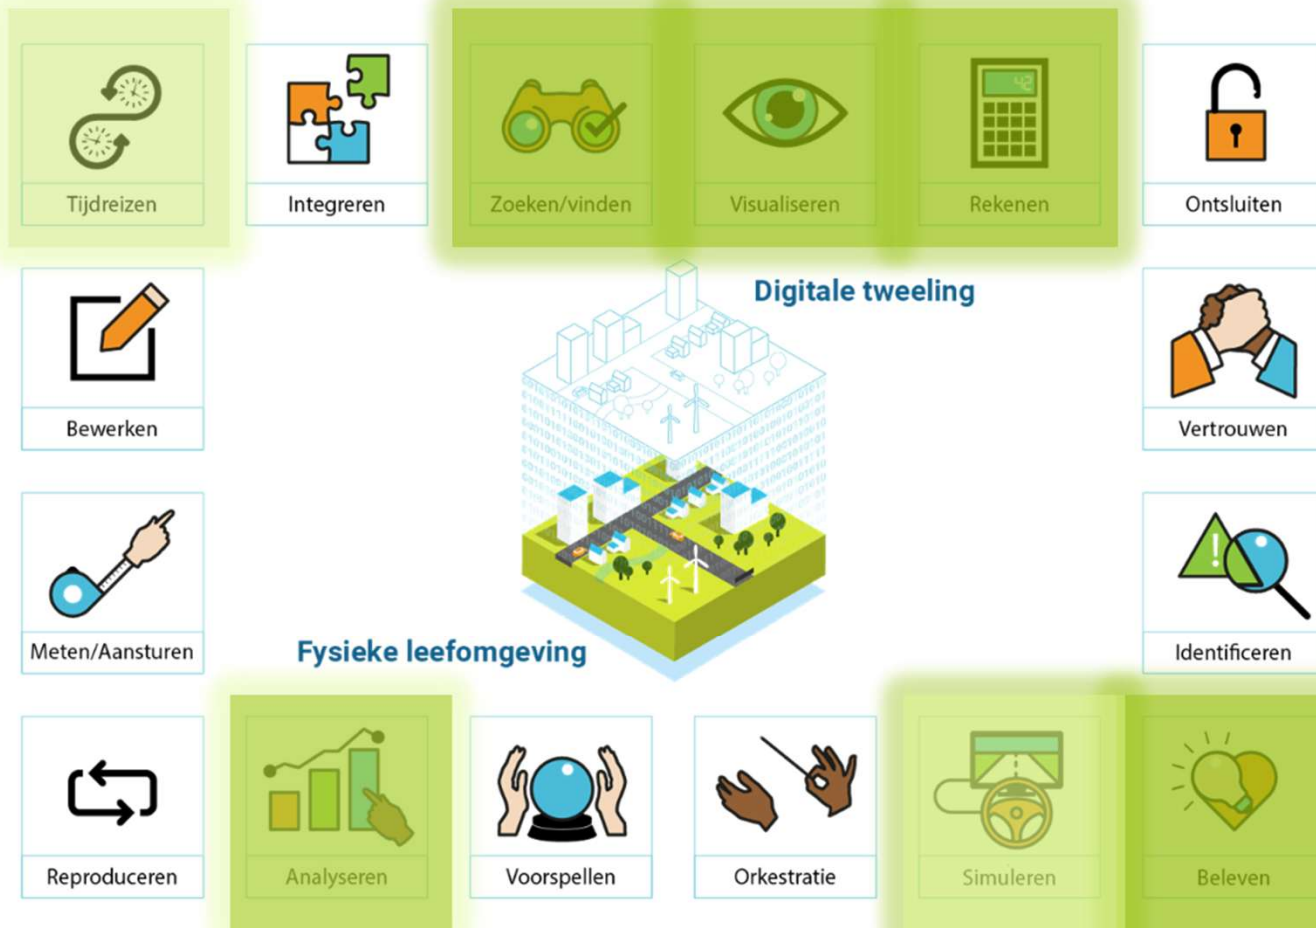 Tijdreizen
Integreren
Zoeken/vinden
Visualiseren
42
Rekenen
Ontsluiten
Digitale tweeling
Bewerken
Vertrouwen
Meten/Aansturen
Fysieke leefomgeving
!
Identificeren
Reproduceren
Analyseren
Voorspellen
Orkestratie
Simuleren
Beleven